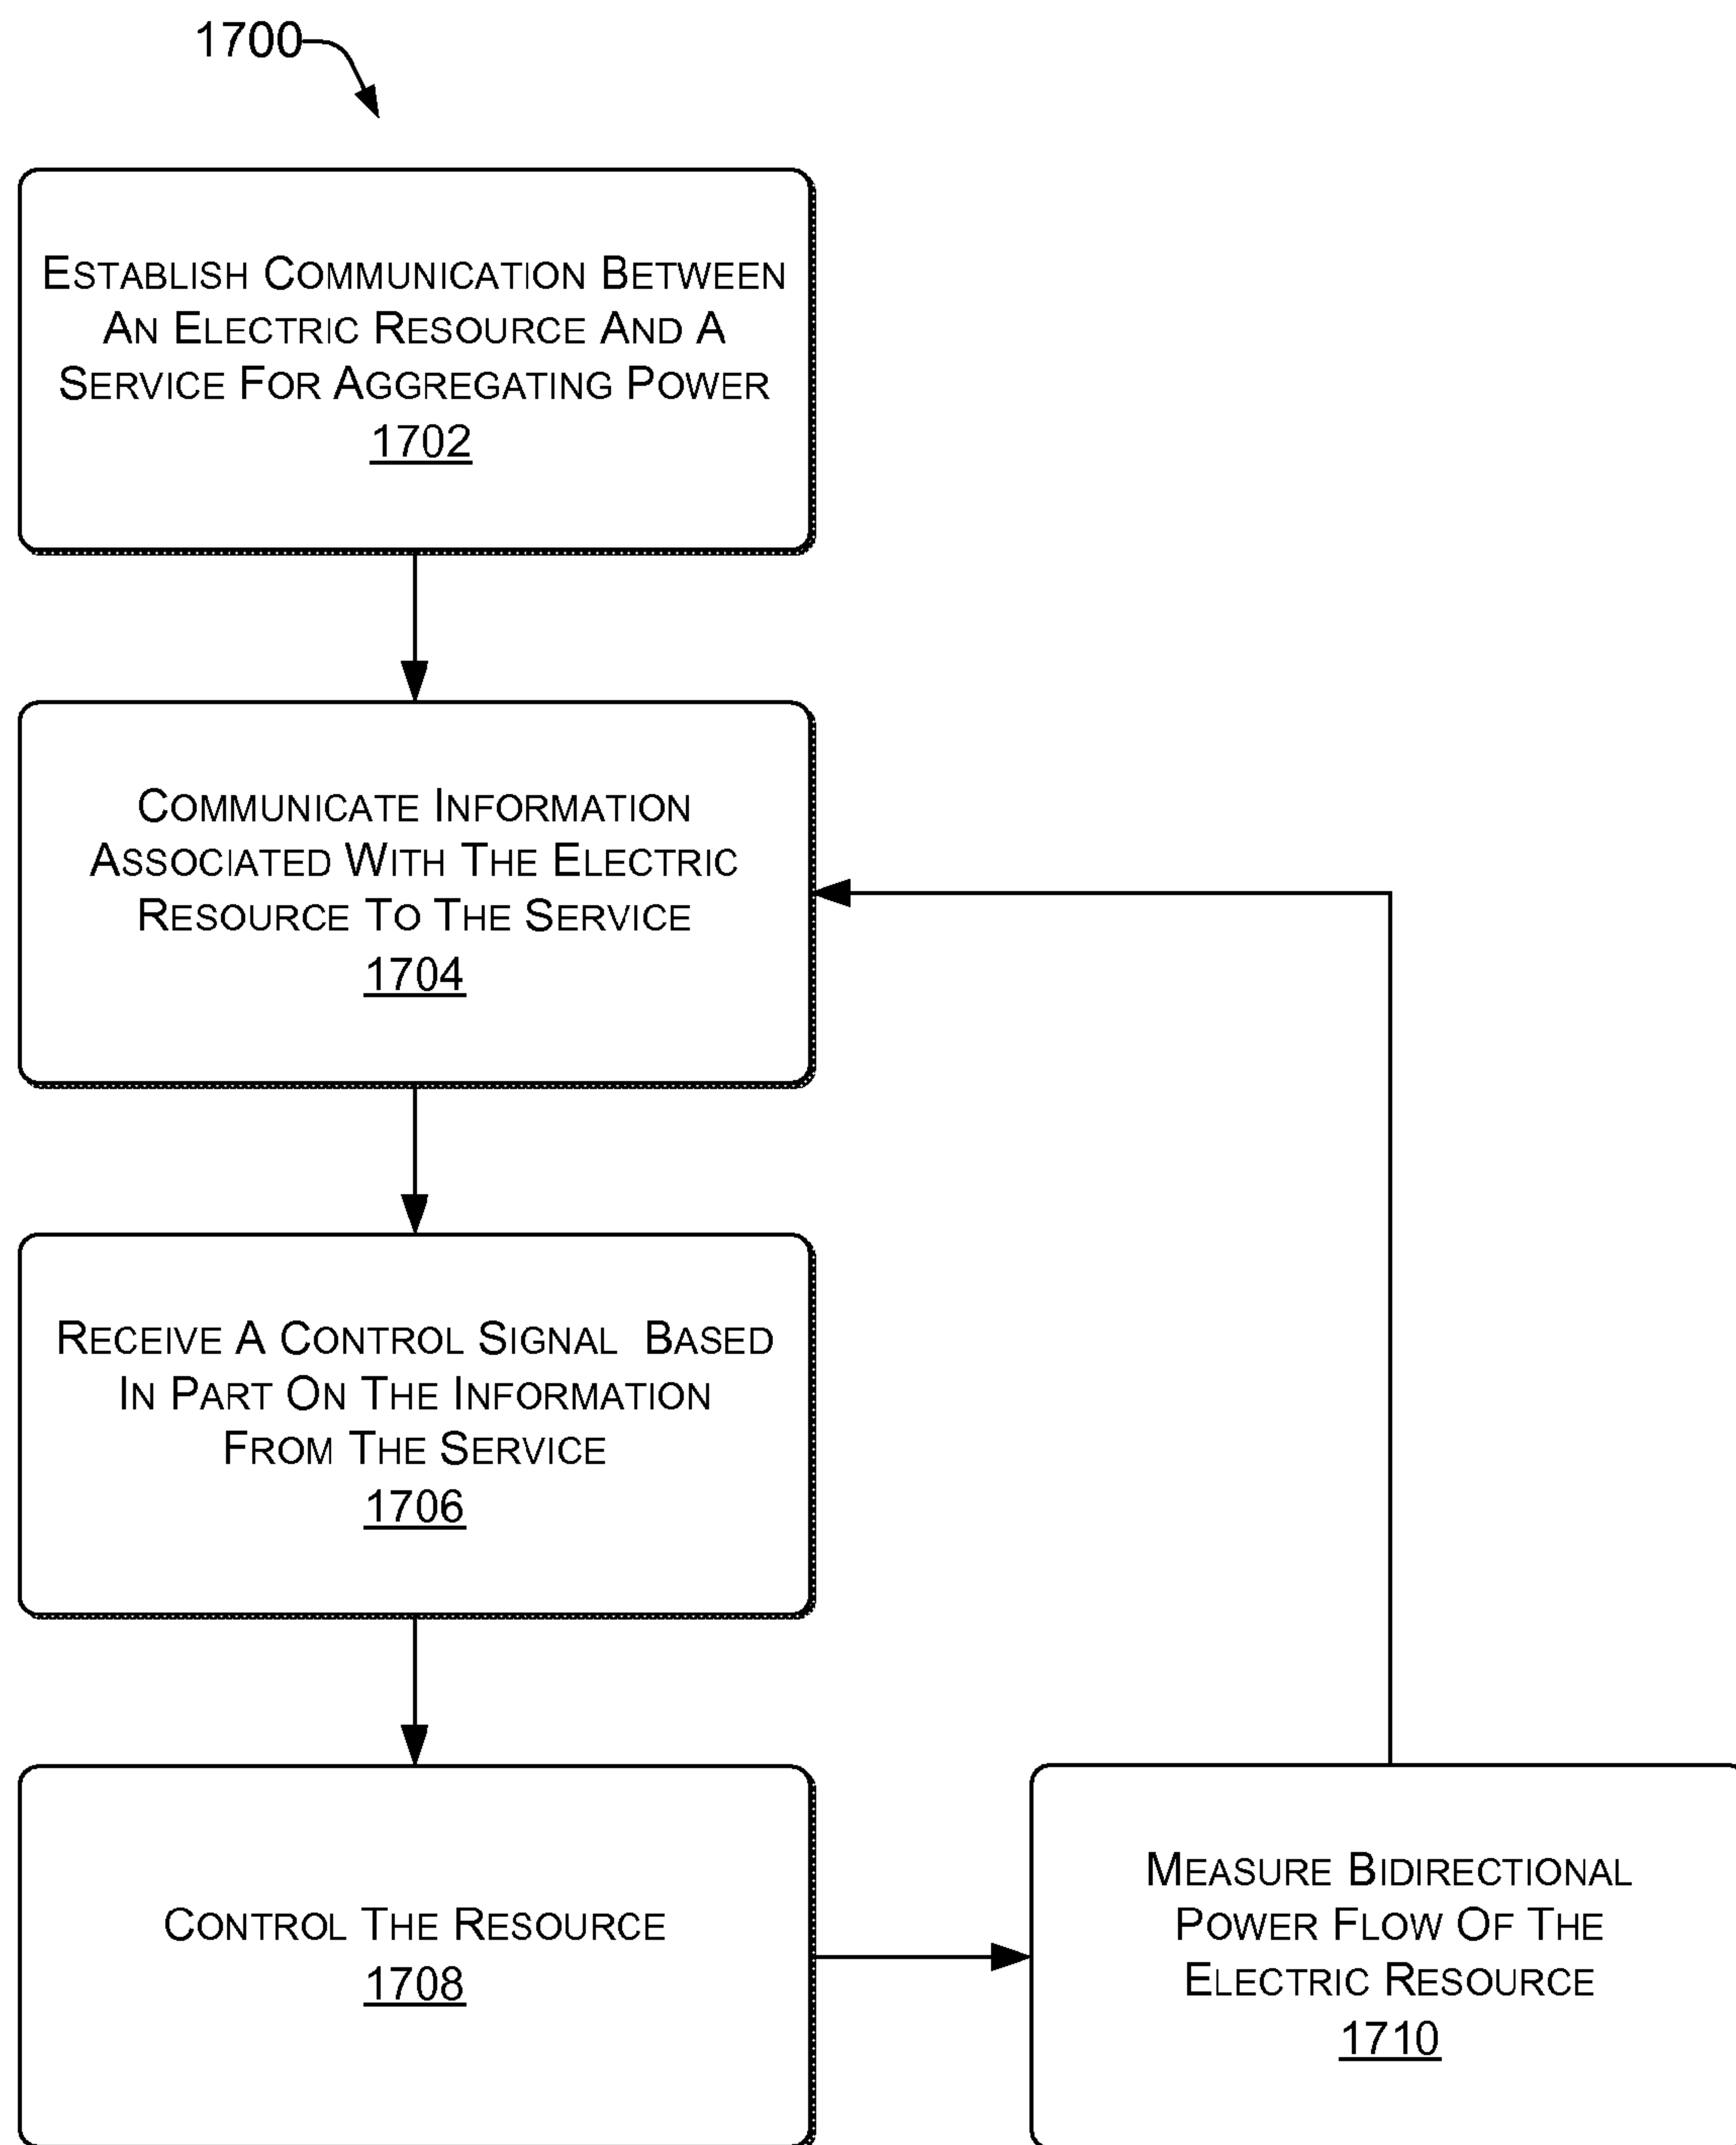 1700
ESTABLISH COMMUNICATION BETWEEN
AN ELECTRIC RESOURCE AND A
SERVICE FOR AGGREGATING POWER
1702
COMMUNICATE INFORMATION
ASSOCIATED WITH THE ELECTRIC
RESOURCE TO THE SERVICE
1704
RECEIVE A CONTROL SIGNAL BASED
IN PART ON THE INFORMATION
FROM THE SERVICE
1706
CONTROL THE RESOURCE
1708
MEASURE BIDIRECTIONAL
POWER FLOW OF THE
ELECTRIC RESOURCE
1710